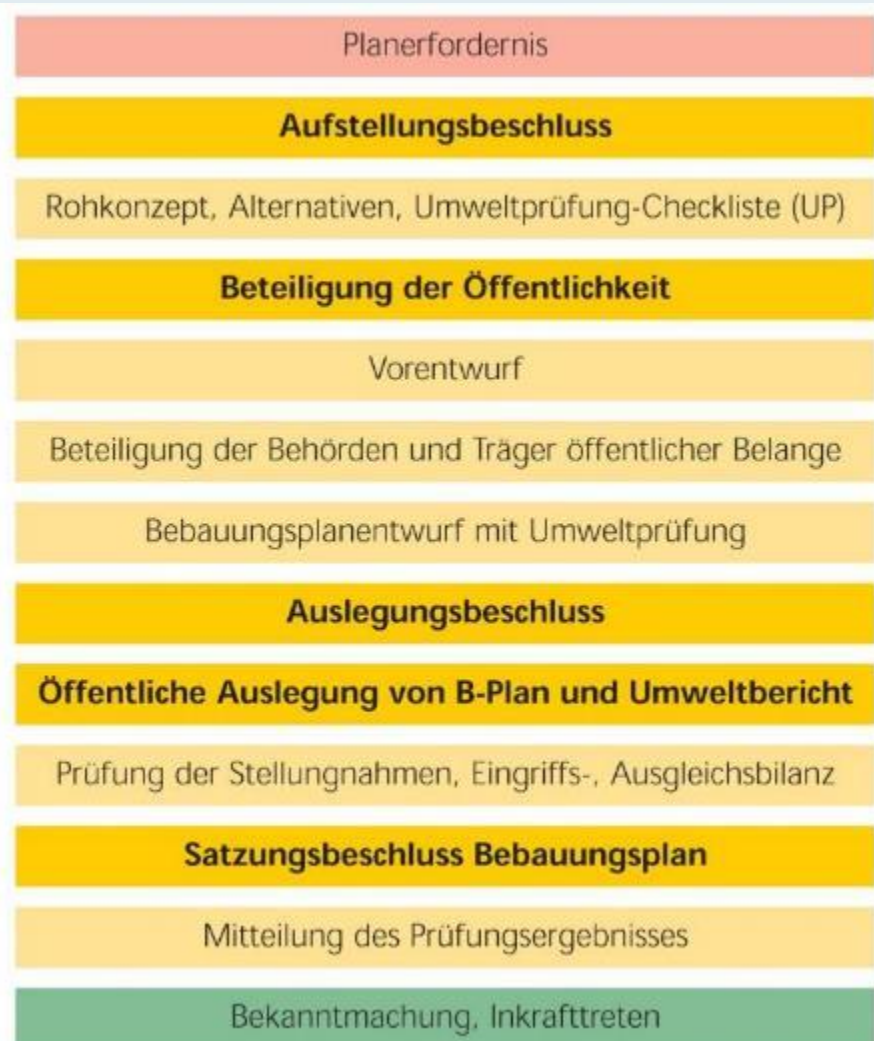 Planerfordernis
Aufstellungsbeschluss
Rohkonzept, Alternativen, Umweltprüfung-Checkliste (UP)
Beteiligung der Öffentlichkeit
Vorentwurf
Beteiligung der Behörden und Träger öffentlicher Belange
Bebauungsplanentwurf mit Umweltprüfung
Auslegungsbeschluss
Öffentliche Auslegung von B-Plan und Umweltbericht
Prüfung der Stellungnahmen, Eingriffs-, Ausgleichsbilanz
Satzungsbeschluss Bebauungsplan
Mitteilung des Prüfungsergebnisses
Bekanntmachung, Inkrafttreten